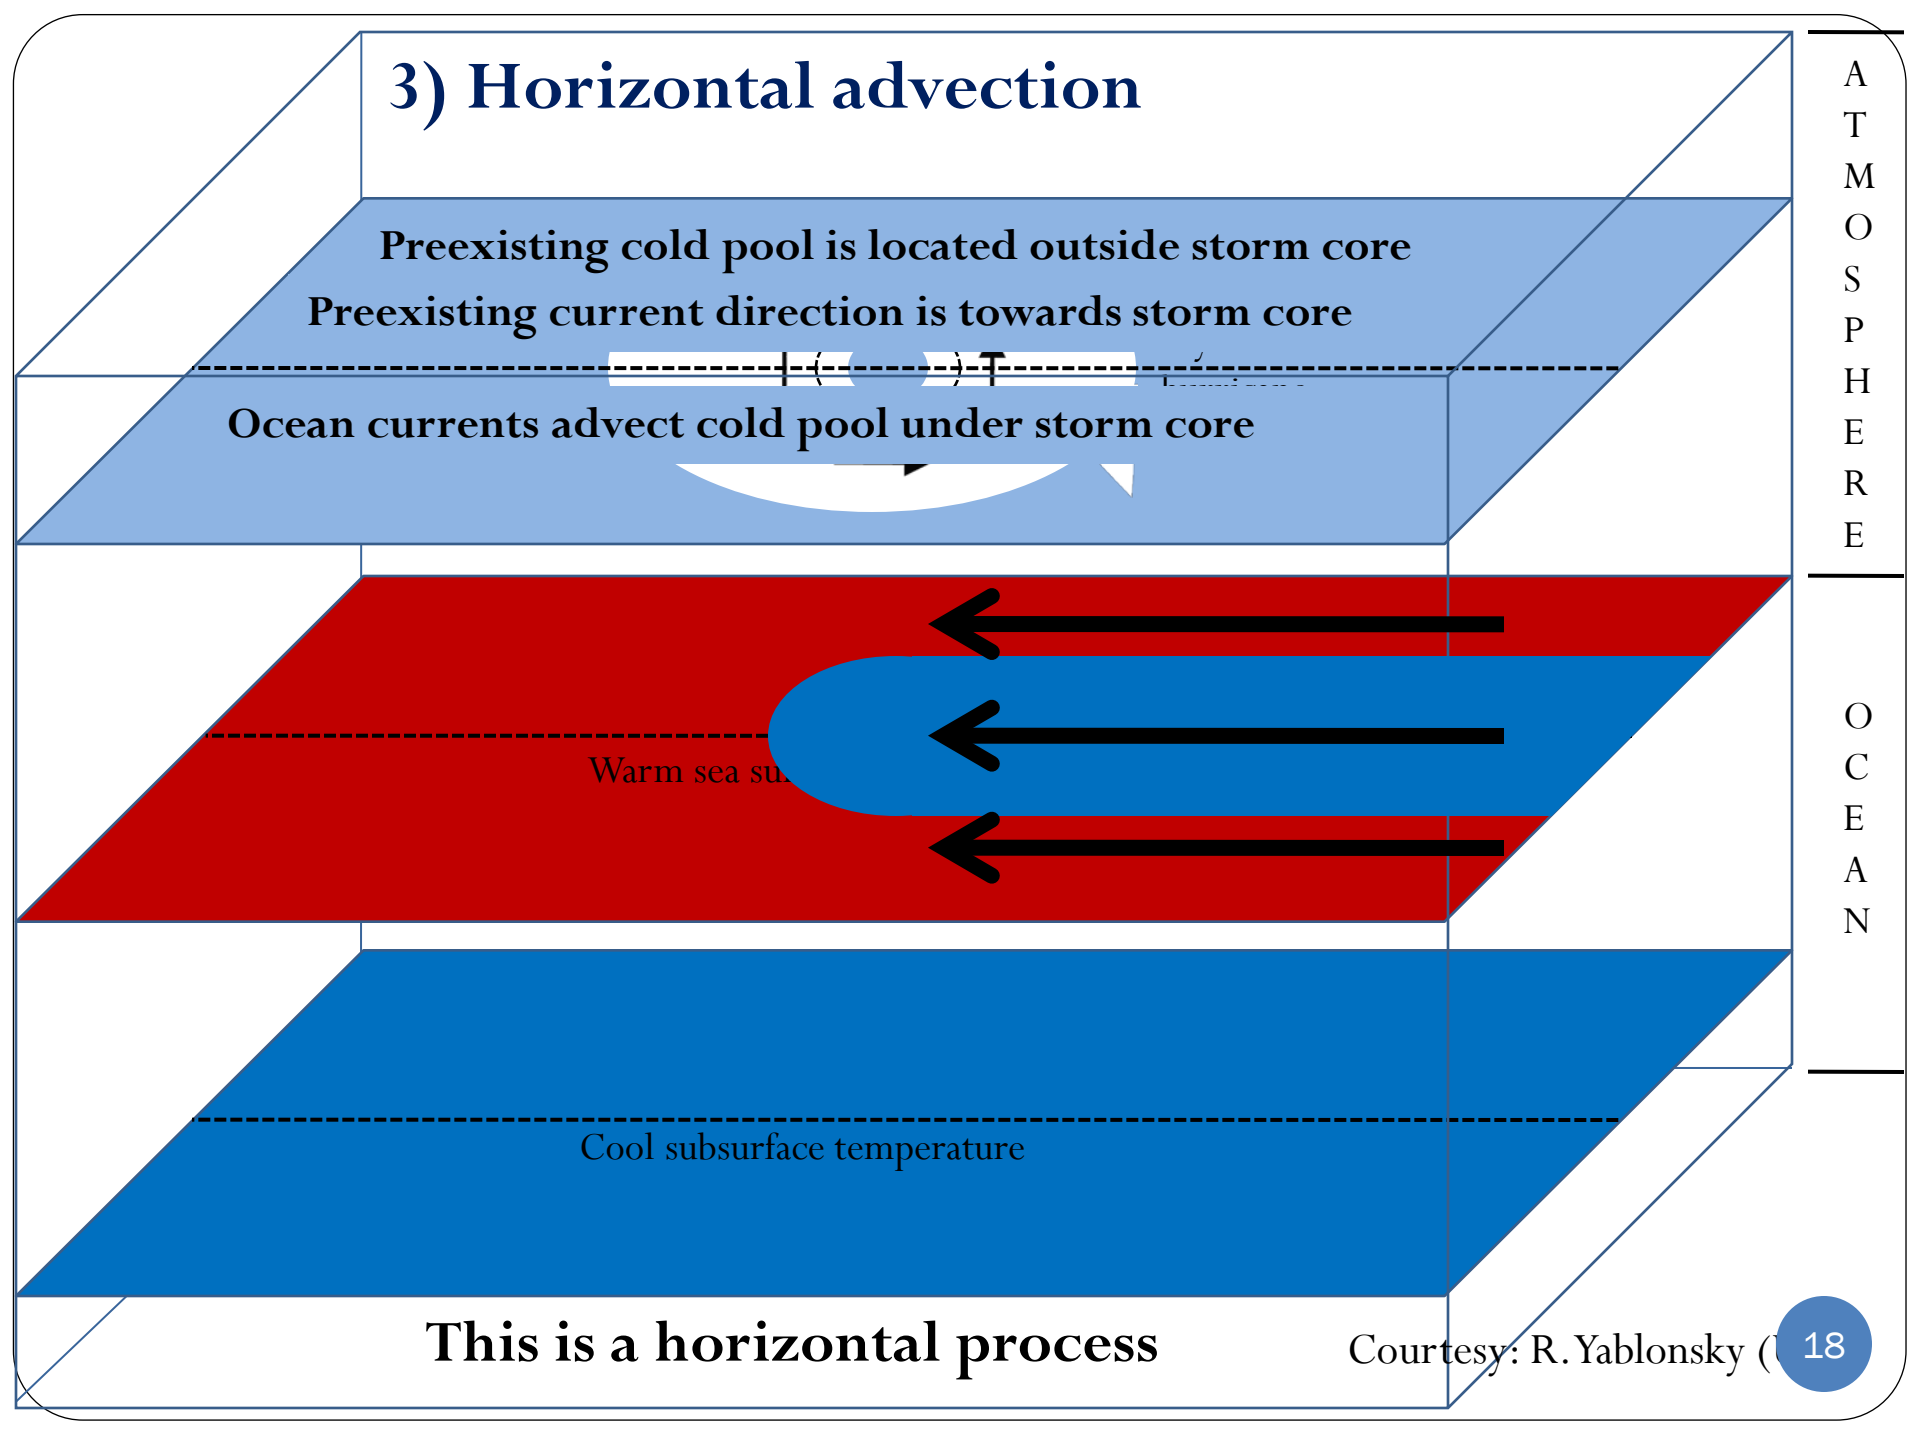 3) Horizontal advection
Preexisting cold pool is located outside storm core
Preexisting current direction is towards storm core
Ocean currents advect cold pool under storm core
Warm sea
Cool subsurface temperature
This is a horizontal process
Courtesy: R. Yablonsky (
18
A
T
M
O
S
P
H
E
R
E
O
C
E
A
N